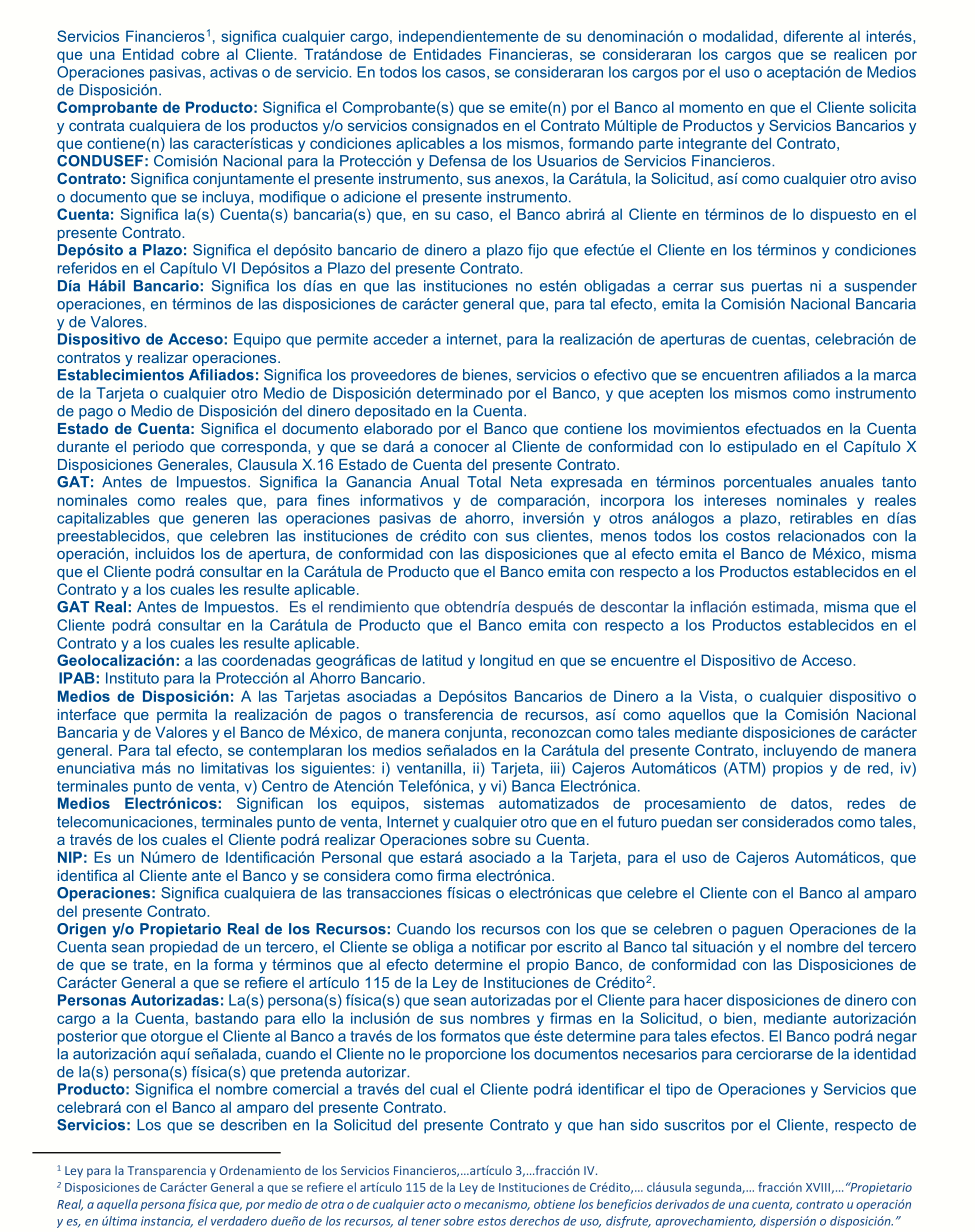 Servicios Financieros¹, significa cualquier cargo, independientemente de su denominación o modalidad, diferente al interés,
que una Entidad cobre al Cliente. Tratándose de Entidades Financieras, se consideraran los cargos que se realicen por
Operaciones pasivas, activas o de servicio. En todos los casos, se consideraran los cargos por el uso o aceptación de Medios
de Disposición.
Comprobante de Producto: Significa el Comprobante(s) que se emite(n) por el Banco al momento en que el Cliente solicita
y contrata cualquiera de los productos y/o servicios consignados en el Contrato Múltiple de Productos y Servicios Bancarios y
que contiene(n) las características y condiciones aplicables a los mismos, formando parte integrante del Contrato,
CONDUSEF: Comisión Nacional para la Protección y Defensa de los Usuarios de Servicios Financieros.
Contrato: Significa conjuntamente el presente instrumento, sus anexos, la Carátula, la Solicitud, así como cualquier otro aviso
o documento que se incluya, modifique o adicione el presente instrumento.
Cuenta: Significa la(s) Cuenta(s) bancaria(s) que, en su caso, el Banco abrirá al Cliente en términos de lo dispuesto en el
presente Contrato.
Depósito a Plazo: Significa el depósito bancario de dinero a plazo fijo que efectúe el Cliente en los términos y condiciones
referidos en el Capítulo VI Depósitos a Plazo del presente Contrato.
Día Hábil Bancario: Significa los días en que las instituciones no estén obligadas a cerrar sus puertas ni a suspender
operaciones, en términos de las disposiciones de carácter general que, para tal efecto, emita la Comisión Nacional Bancaria
y de Valores.
Dispositivo de Acceso: Equipo que permite acceder a internet, para la realización de aperturas de cuentas, celebración de
contratos y realizar operaciones.
Establecimientos Afiliados: Significa los proveedores de bienes, servicios o efectivo que se encuentren afiliados a la marca
de la Tarjeta o cualquier otro Medio de Disposición determinado por el Banco, y que acepten los mismos como instrumento
de pago o Medio de Disposición del dinero depositado en la Cuenta.
Estado de Cuenta: Significa el documento elaborado por el Banco que contiene los movimientos efectuados en la Cuenta
durante el periodo que corresponda, y que se dará a conocer al Cliente de conformidad con lo estipulado en el Capítulo X
Disposiciones Generales, Clausula X.16 Estado de Cuenta del presente Contrato.
GAT: Antes de Impuestos. Significa la Ganancia Anual Total Neta expresada en términos porcentuales anuales tanto
nominales como reales que, para fines informativos y de comparación, incorpora los intereses nominales y reales
capitalizables que generen las operaciones pasivas de ahorro, inversión y otros análogos a plazo, retirables en días
preestablecidos, que celebren las instituciones de crédito con sus clientes, menos todos los costos relacionados con la
operación, incluidos los de apertura, de conformidad con las disposiciones que al efecto emita el Banco de México, misma
que el Cliente podrá consultar en la Carátula de Producto que el Banco emita con respecto a los Productos establecidos en el
Contrato y a los cuales les resulte aplicable.
GAT Real: Antes de Impuestos. Es el rendimiento que obtendría después de descontar la inflación estimada, misma que el
Cliente podrá consultar en la Carátula de Producto que el Banco emita con respecto a los Productos establecidos en el
Contrato y a los cuales les resulte aplicable.
Geolocalización: a las coordenadas geográficas de latitud y longitud en que se encuentre el Dispositivo de Acceso.
IPAB: Instituto para la Protección al Ahorro Bancario.
Medios de Disposición: A las Tarjetas asociadas a Depósitos Bancarios de Dinero a la Vista, o cualquier dispositivo o
interface que permita la realización de pagos o transferencia de recursos, así como aquellos que la Comisión Nacional
Bancaria y de Valores y el Banco de México, de manera conjunta, reconozcan como tales mediante disposiciones de carácter
general. Para tal efecto, se contemplaran los medios señalados en la Carátula del presente Contrato, incluyendo de manera
enunciativa más no limitativas los siguientes: i) ventanilla, ii) Tarjeta, iii) Cajeros Automáticos (ATM) propios y de red, iv)
terminales punto de venta, v) Centro de Atención Telefónica, y vi) Banca Electrónica.
Medios Electrónicos: Significan los equipos, sistemas automatizados de procesamiento de datos, redes de
telecomunicaciones, terminales punto de venta, Internet y cualquier otro que en el futuro puedan ser considerados como tales,
a través de los cuales el Cliente podrá realizar Operaciones sobre su Cuenta.
NIP: Es un Número de Identificación Personal que estará asociado a la Tarjeta, para el uso de Cajeros Automáticos, que
identifica al Cliente ante el Banco y se considera como firma electrónica.
Operaciones: Significa cualquiera de las transacciones físicas o electrónicas que celebre el Cliente con el Banco al amparo
del presente Contrato.
Origen y/o Propietario Real de los Recursos: Cuando los recursos con los que se celebren o paguen Operaciones de la
Cuenta sean propiedad de un tercero, el Cliente se obliga a notificar por escrito al Banco tal situación y el nombre del tercero
de que se trate, en la forma y términos que al efecto determine el propio Banco, de conformidad con las Disposiciones de
Carácter General a que se refiere el artículo 115 de la Ley de Instituciones de Crédito².
Personas Autorizadas: La(s) persona(s) física(s) que sean autorizadas por el Cliente para hacer disposiciones de dinero con
cargo a la Cuenta, bastando para ello la inclusión de sus nombres y firmas en la Solicitud, o bien, mediante autorización
posterior que otorgue el Cliente al Banco a través de los formatos que éste determine para tales efectos. El Banco podrá negar
la autorización aquí señalada, cuando el Cliente no le proporcione los documentos necesarios para cerciorarse de la identidad
de la(s) persona(s) física(s) que pretenda autorizar.
Producto: Significa el nombre comercial a través del cual el Cliente podrá identificar el tipo de Operaciones y Servicios que
celebrará con el Banco al amparo del presente Contrato.
Servicios: Los que se describen en la Solicitud del presente Contrato y que han sido suscritos por el Cliente, respecto de
¹ Ley para la Transparencia y Ordenamiento de los Servicios Financieros,…artículo 3,…fracción IV.
² Disposiciones de Carácter General a que se refiere el artículo 115 de la Ley de Instituciones de Crédito,… cláusula segunda,… fracción XVIII,…“Propietario
Real, a aquella persona física que, por medio de otra o de cualquier acto o mecanismo, obtiene los beneficios derivados de una cuenta, contrato u operación
y es, en última instancia, el verdadero dueño de los recursos, al tener sobre estos derechos de uso, disfrute, aprovechamiento, dispersión o disposición.”